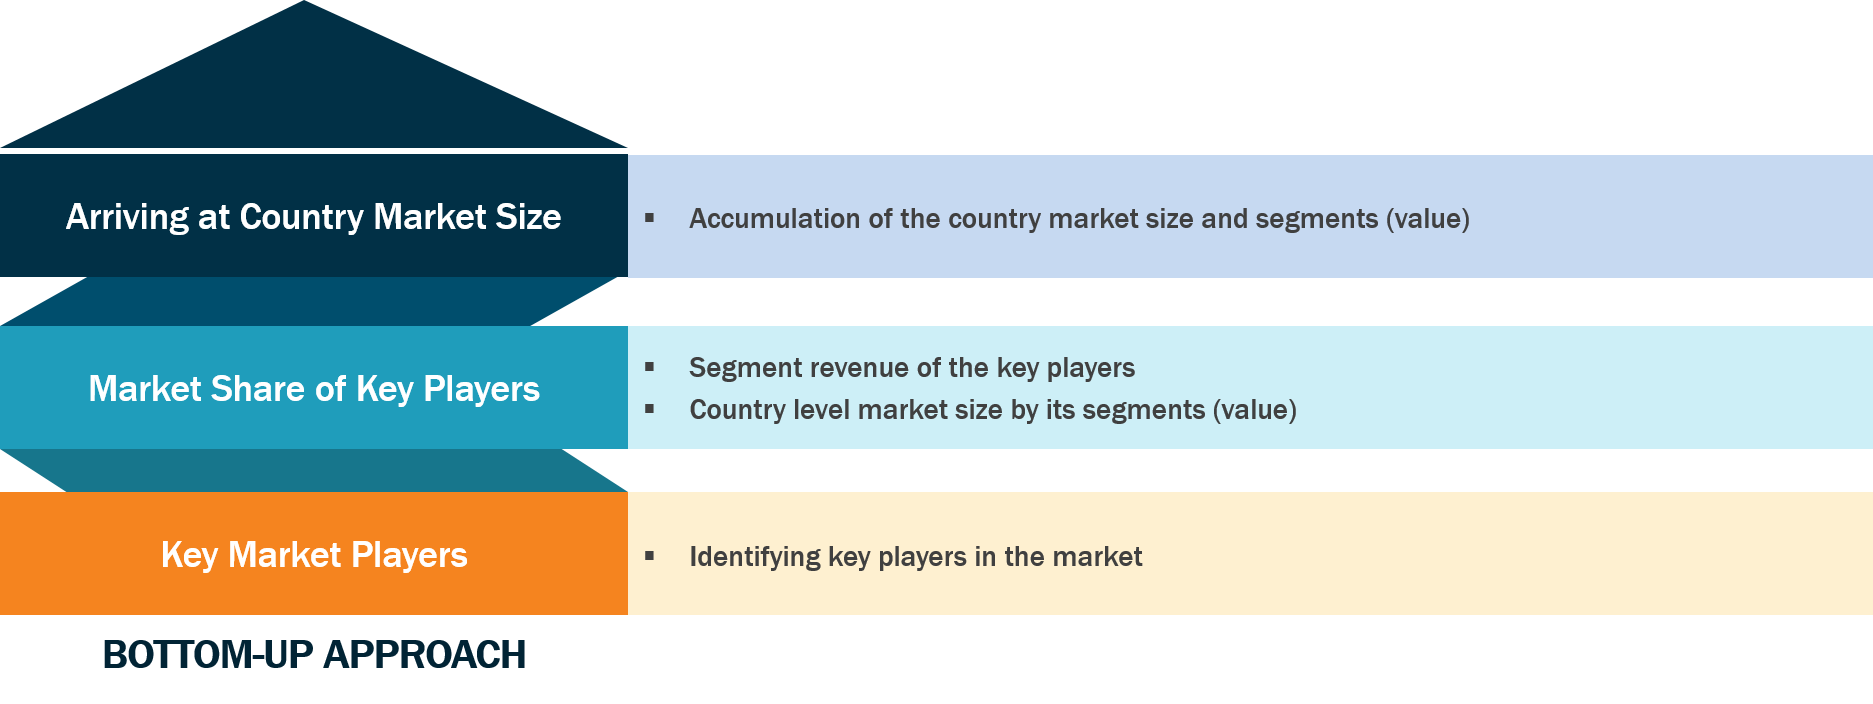 Arriving at Country Market Size
▪ Accumulation of the country market size and segments (value)
Market Share of Key Players
▪ Segment revenue of the key players
▪ Country level market size by its segments (value)
Key Market Players
▪ Identifying key players in the market
BOTTOM-UP APPROACH